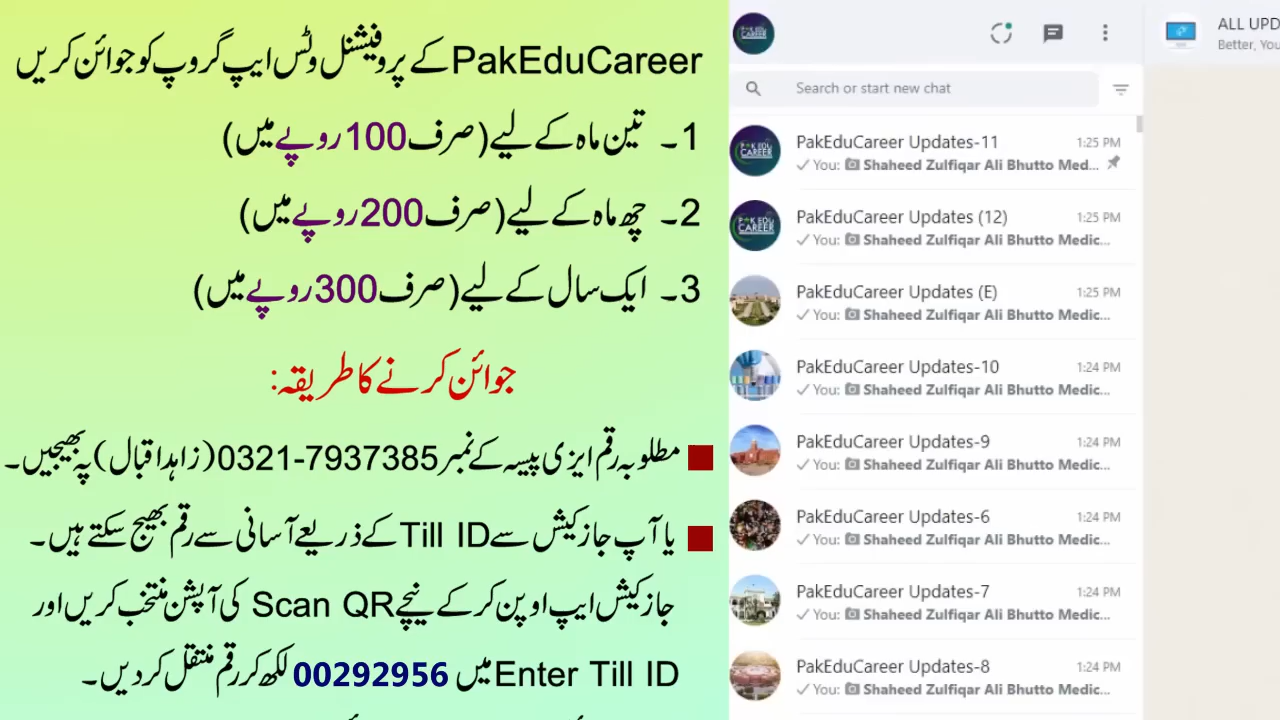 PakEduCareer کے پروفیشنل وٹس ایپ گروپ کو جوائن کریں
1۔ تین ماہ کے لیے (صرف 100 روپے میں)
2۔ چھ ماہ کے لیے (صرف 200 روپے میں)
3۔ ایک سال کے لیے (صرف 300 روپے میں)
جوائن کرنے کا طریقہ:
مطلوبہ رقم ایزی پیسہ کے نمبر 0321-7937385 (زاہد اقبال) پہ بھیجیں۔
یا آپ جاز کیش سے Till ID کے ذریعے آسانی سے رقم بھیج سکتے ہیں۔
جاز کیش ایپ اوپن کر کے نیچے Scan QR کی آپشن منتخب کریں اور
Enter Till ID میں 00292956 لکھ کر رقم منتقل کر دیں۔
ALL UPD
Better, You
Search or start new chat
PakEduCareer Updates-11 1:25 PM
You: Shaheed Zulfiqar Ali Bhutto Med...
PakEduCareer Updates (12) 1:25 PM
You: Shaheed Zulfiqar Ali Bhutto Medic...
PakEduCareer Updates (E) 1:25 PM
You: Shaheed Zulfiqar Ali Bhutto Medic...
PakEduCareer Updates-10 1:24 PM
You: Shaheed Zulfiqar Ali Bhutto Medic...
PakEduCareer Updates-9 1:24 PM
You: Shaheed Zulfiqar Ali Bhutto Medic...
PakEduCareer Updates-6 1:24 PM
You: Shaheed Zulfiqar Ali Bhutto Medic...
PakEduCareer Updates-7 1:24 PM
You: Shaheed Zulfiqar Ali Bhutto Medic...
PakEduCareer Updates-8 1:24 PM
You: Shaheed Zulfiqar Ali Bhutto Medic...